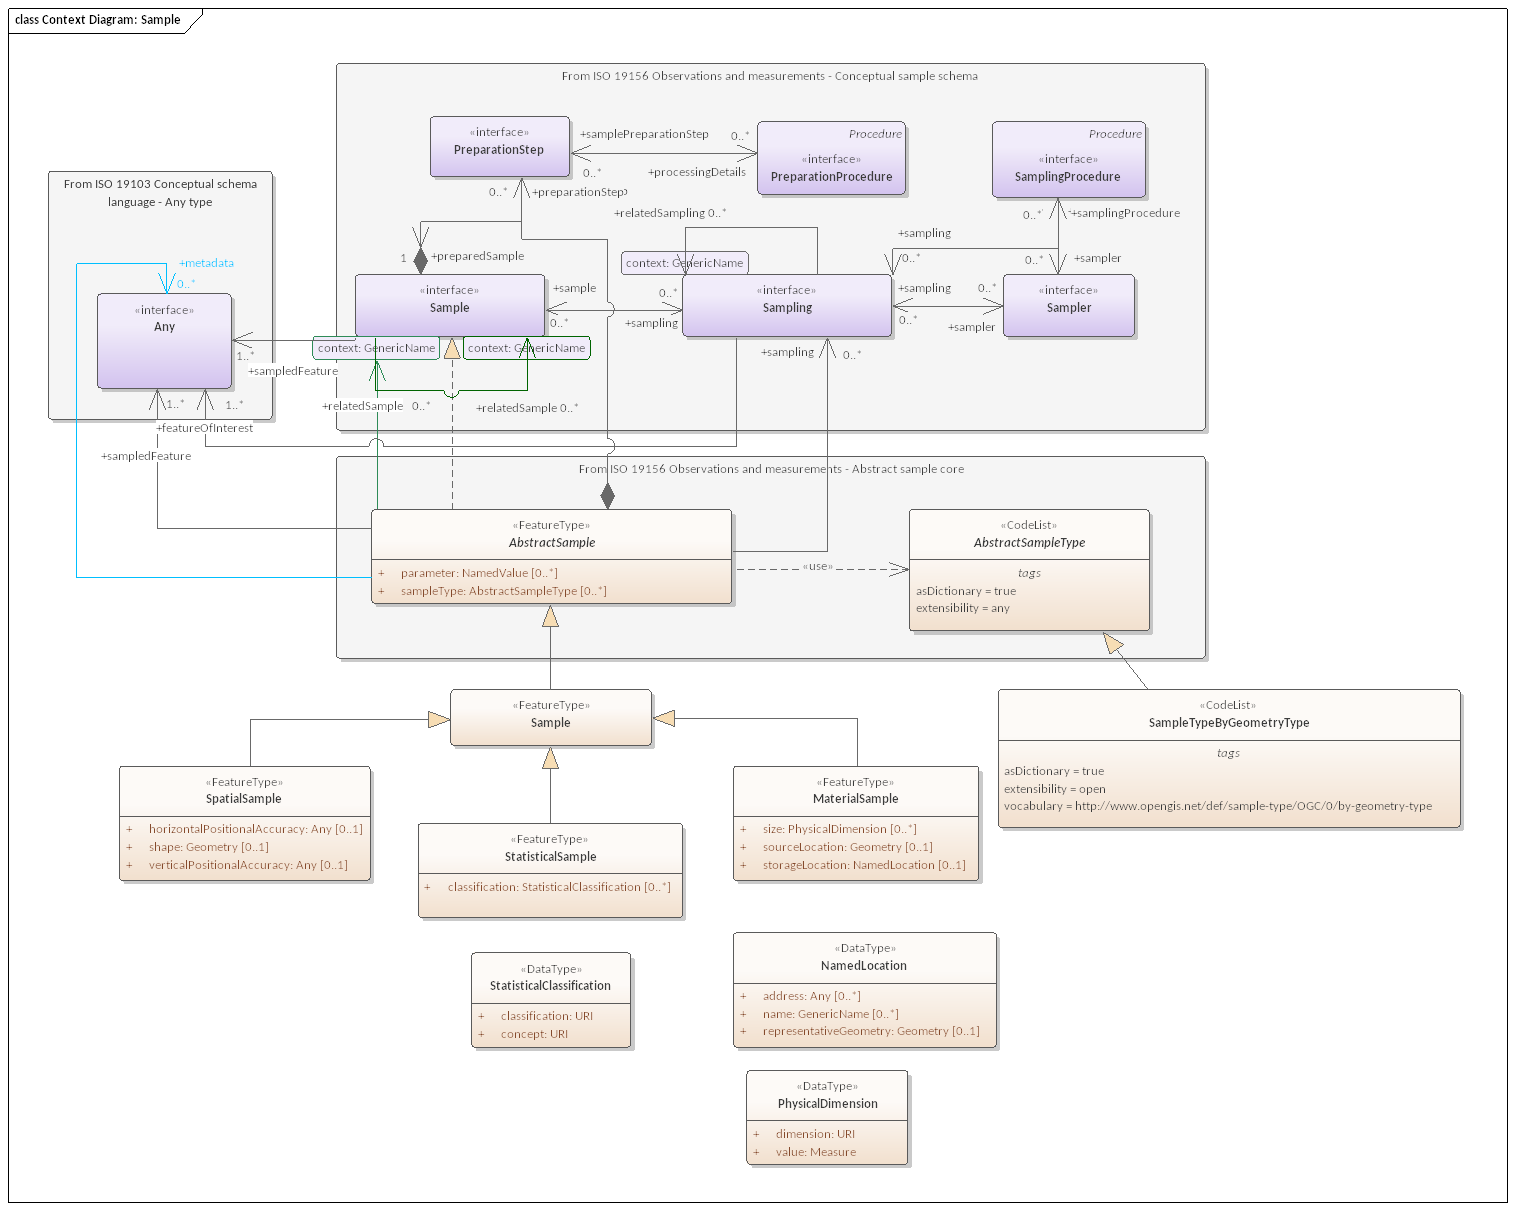 class Context Diagram: Sample
From ISO 19156 Observations and measurements - Conceptual sample schema
«interface»
PreparationStep
+samplePreparationStep 0..*
0..*
+processingDetails
Procedure
«interface»
PreparationProcedure
Procedure
«interface»
SamplingProcedure
From ISO 19103 Conceptual schema
language - Any type
0..* +preparationStep
+relatedSampling 0..*
0..* +samplingProcedure
+sampling
1 +preparedSample
0..*
0..* +sampler
+metadata
0..*
context: GenericName
«interface»
Any
«interface»
Sample
+sample
0..*
0..*
+sampling
«interface»
Sampling
+sampling 0..*
0..*
+sampler
«interface»
Sampler
context: GenericName
context: GenericName
1..*
+sampledFeature
+sampling 0..*
1..*
1..*
+relatedSample 0..*
+relatedSample 0..*
+featureOfInterest
+sampledFeature
From ISO 19156 Observations and measurements - Abstract sample core
«FeatureType»
AbstractSample
+ parameter: NamedValue [0..*]
+ sampleType: AbstractSampleType [0..*]
«use»
«CodeList»
AbstractSampleType
tags
asDictionary = true
extensibility = any
«FeatureType»
Sample
«CodeList»
SampleTypeByGeometryType
tags
asDictionary = true
extensibility = open
vocabulary = http://www.opengis.net/def/sample-type/OGC/0/by-geometry-type
«FeatureType»
SpatialSample
+ horizontalPositionalAccuracy: Any [0..1]
+ shape: Geometry [0..1]
+ verticalPositionalAccuracy: Any [0..1]
«FeatureType»
StatisticalSample
+ classification: StatisticalClassification [0..*]
«FeatureType»
MaterialSample
+ size: PhysicalDimension [0..*]
+ sourceLocation: Geometry [0..1]
+ storageLocation: NamedLocation [0..1]
«DataType»
StatisticalClassification
+ classification: URI
+ concept: URI
«DataType»
NamedLocation
+ address: Any [0..*]
+ name: GenericName [0..*]
+ representativeGeometry: Geometry [0..1]
«DataType»
PhysicalDimension
+ dimension: URI
+ value: Measure